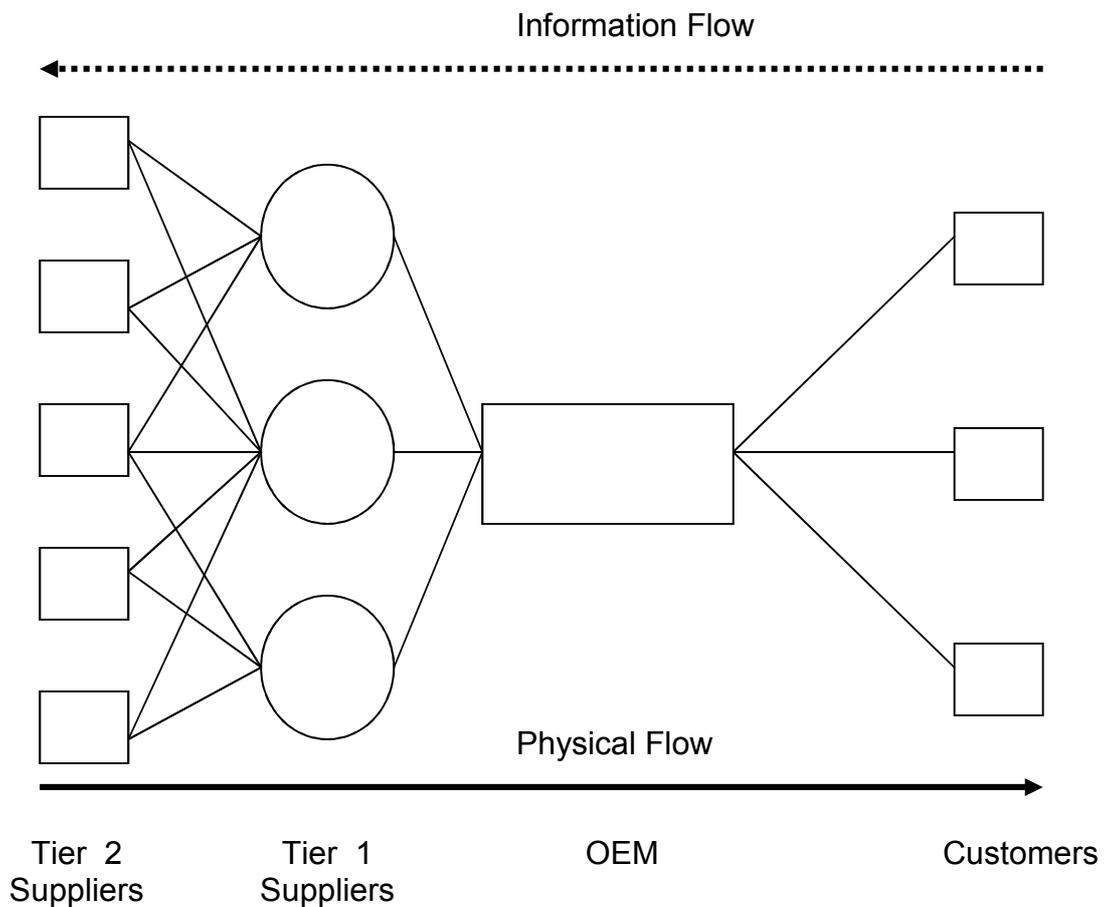 Information Flow
Physical Flow
Tier 2
Suppliers
Tier 1
Suppliers
OEM
Customers